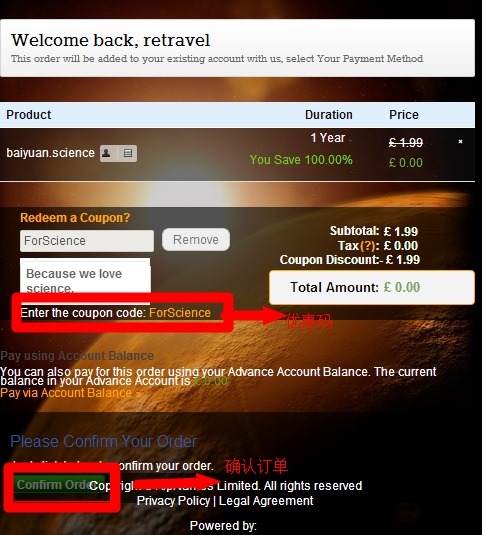 Welcome back, retravel
This order will be added to your existing account with us, select Your Payment Method
Product Duration Price
baiyuan.science 1 Year £ 1.99 ×
You Save 100.00% £ 0.00
Redeem a Coupon?
ForScience Remove
Because we love
science.
Enter the coupon code: ForScience
优惠码
Subtotal: £ 1.99
Tax(?): £ 0.00
Coupon Discount:- £ 1.99
Total Amount: £ 0.00
Pay using Account Balance
You can also pay for this order using your Advance Account Balance. The current
balance in your Advance Account is £ 0.00
Pay via Account Balance »
Please Confirm Your Order
confirm your order.
确认订单
Confirm Order
Limited. All rights reserved
Privacy Policy | Legal Agreement
Powered by: